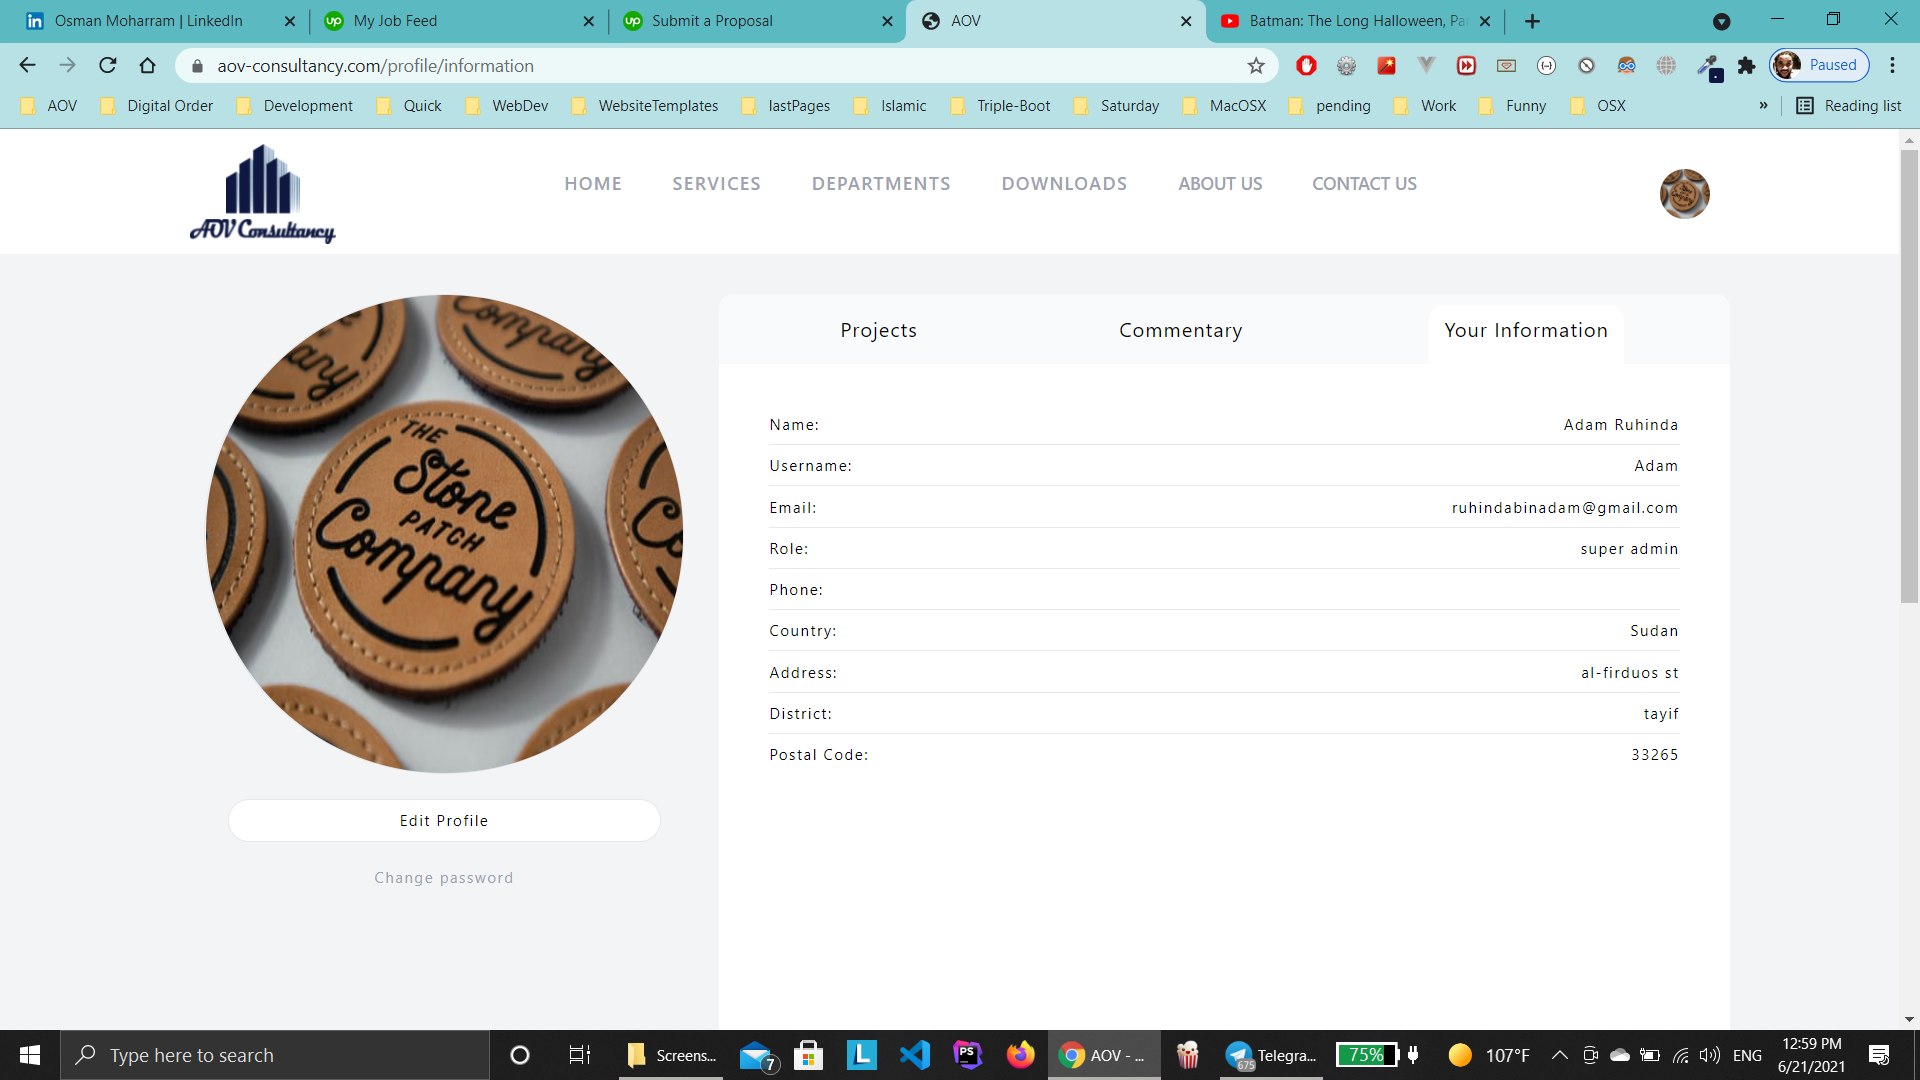 Osman Moharram | LinkedIn
My Job Feed
Submit a Proposal
AOV
Batman: The Long Halloween, Pa
aov-consultancy.com/profile/information
Paused
AOV
Digital Order
Development
Quick
WebDev
WebsiteTemplates
lastPages
Islamic
Triple-Boot
Saturday
MacOSX
pending
Work
Funny
OSX
»
Reading list
AOV Consultancy
HOME
SERVICES
DEPARTMENTS
DOWNLOADS
ABOUT US
CONTACT US
THE
Stone
PATCH
Company
Projects
Commentary
Your Information
Name: Adam Ruhinda
Username: Adam
Email: ruhindabinadam@gmail.com
Role: super admin
Phone:
Country: Sudan
Address: al-firduos st
District: tayif
Postal Code: 33265
Edit Profile
Change password
Type here to search
Screens...
7
L
PS
AOV - ...
675
Telegra...
75%
107°F
ENG
12:59 PM
6/21/2021